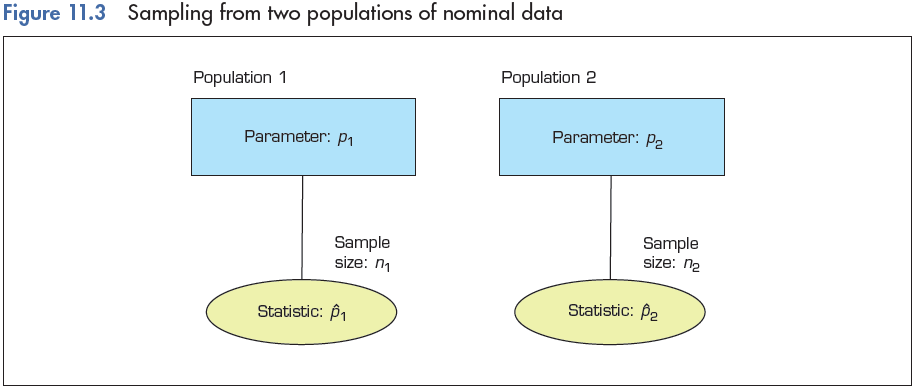 Figure 11.3 Sampling from two populations of nominal data
Population 1
Population 2
Parameter: p₁
Parameter: p₂
Sample
size: n₁
Sample
size: n₂
Statistic: p̂₁
Statistic: p̂₂